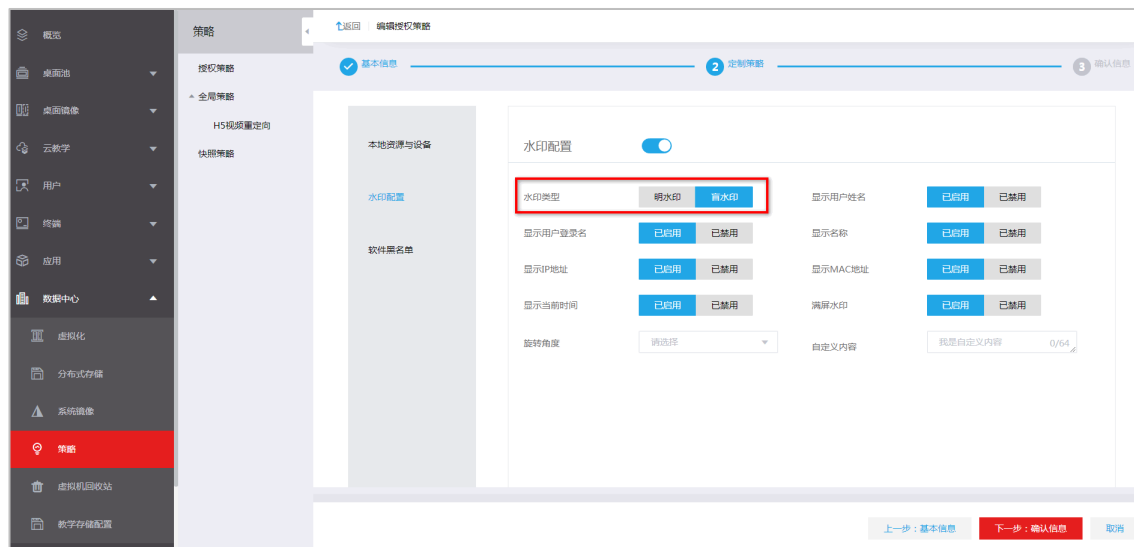 概览
桌面池
桌面镜像
云教学
用户
终端
应用
数据中心
虚拟化
分布式存储
系统镜像
策略
虚拟机回收站
教学存储配置
策略
授权策略
全局策略
H5视频重定向
快照策略
返回 编辑授权策略
基本信息 2 定制策略 3 确认信息
本地资源与设备
水印配置
软件黑名单
水印配置
水印类型 明水印 盲水印 显示用户姓名 已启用 已禁用
显示用户登录名 已启用 已禁用 显示名称 已启用 已禁用
显示IP地址 已启用 已禁用 显示MAC地址 已启用 已禁用
显示当前时间 已启用 已禁用 满屏水印 已启用 已禁用
旋转角度 请选择 自定义内容 我是自定义内容 0/64
上一步：基本信息 下一步：确认信息 取消